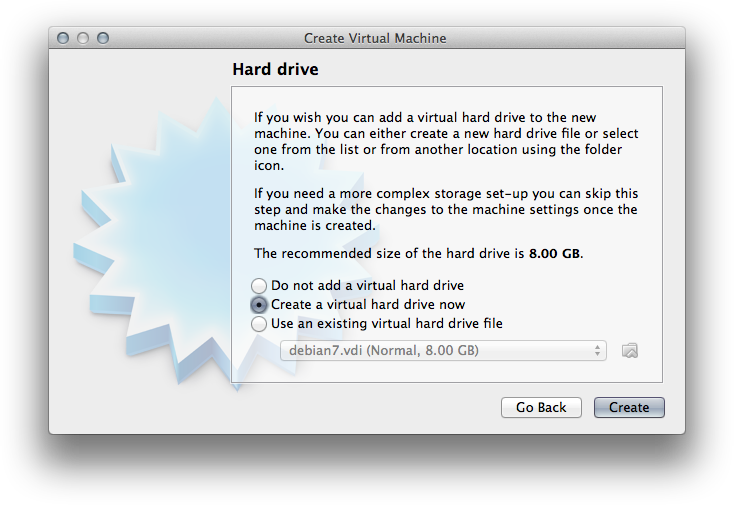 Create Virtual Machine
Hard drive
If you wish you can add a virtual hard drive to the new
machine. You can either create a new hard drive file or select
one from the list or from another location using the folder
icon.
If you need a more complex storage set-up you can skip this
step and make the changes to the machine settings once the
machine is created.
The recommended size of the hard drive is 8.00 GB.
Do not add a virtual hard drive
Create a virtual hard drive now
Use an existing virtual hard drive file
debian7.vdi (Normal, 8.00 GB)
Go Back
Create